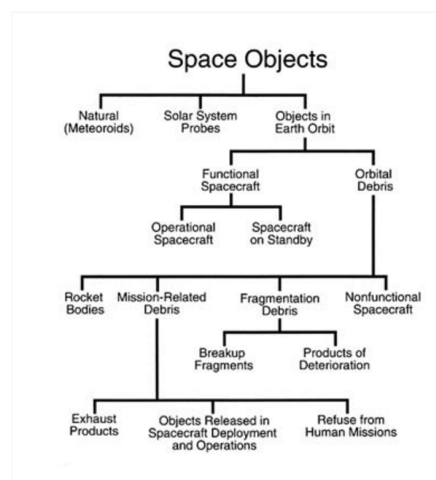 Space Objects
Natural
(Meteoroids)
Solar System
Probes
Objects in
Earth Orbit
Functional
Spacecraft
Orbital
Debris
Operational
Spacecraft
Spacecraft
on Standby
Rocket
Bodies
Mission-Related
Debris
Fragmentation
Debris
Nonfunctional
Spacecraft
Breakup
Fragments
Products of
Deterioration
Exhaust
Products
Objects Released in
Spacecraft Deployment
and Operations
Refuse from
Human Missions